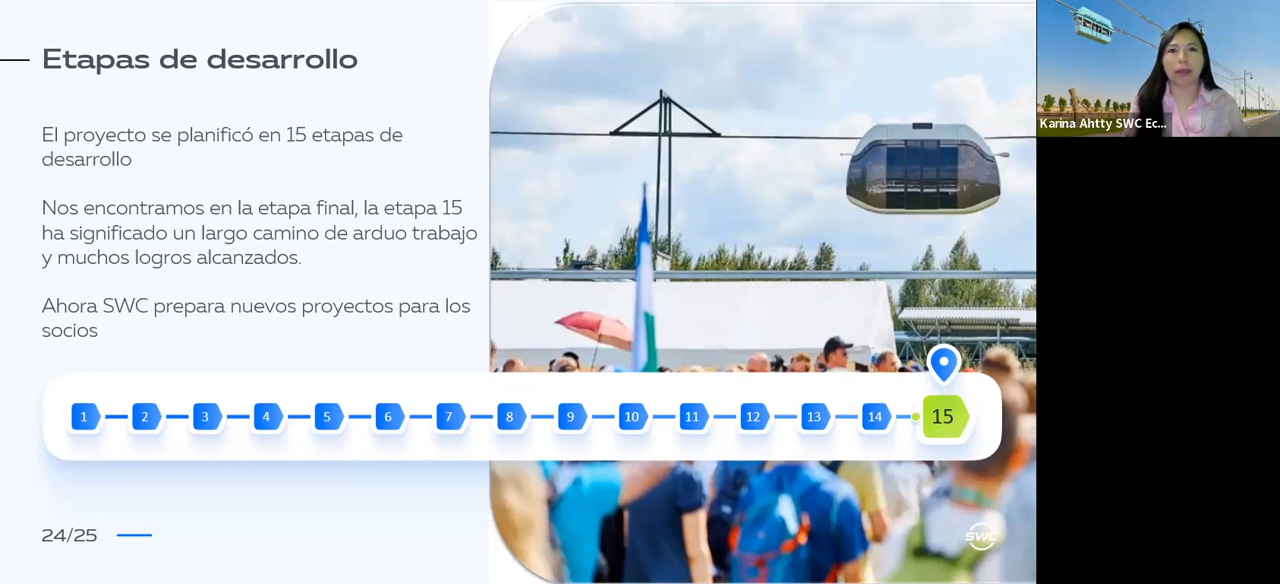 Etapas de desarrollo
El proyecto se planificó en 15 etapas de
desarrollo
Nos encontramos en la etapa final, la etapa 15
ha significado un largo camino de arduo trabajo
y muchos logros alcanzados.
Ahora SWC prepara nuevos proyectos para los
socios
1 2 3 4 5 6 7 8 9 10 11 12 13 14 15
24/25
SWC
Karina Ahtty SWC Ec...